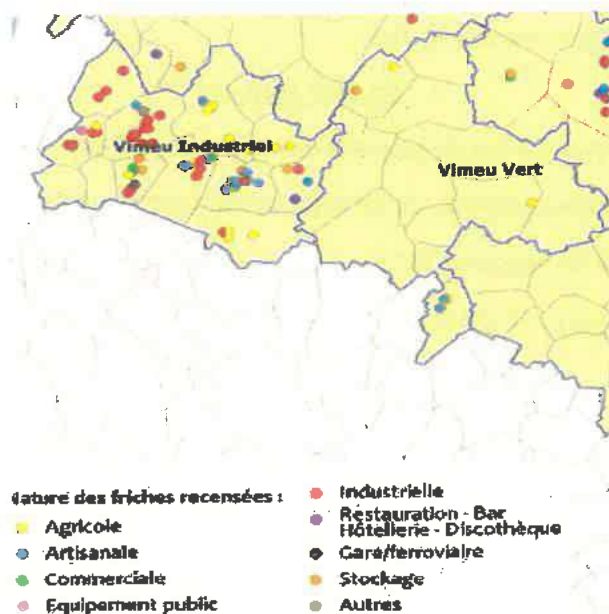 Vimeu Industriel
Vimeu Vert
Nature des friches recensées :
Agricole
Artisanale
Commerciale
Equipement public
Industrielle
Restauration - Bar
Hôtellerie - Discothèque
Gare/ferroviaire
Stockage
Autres